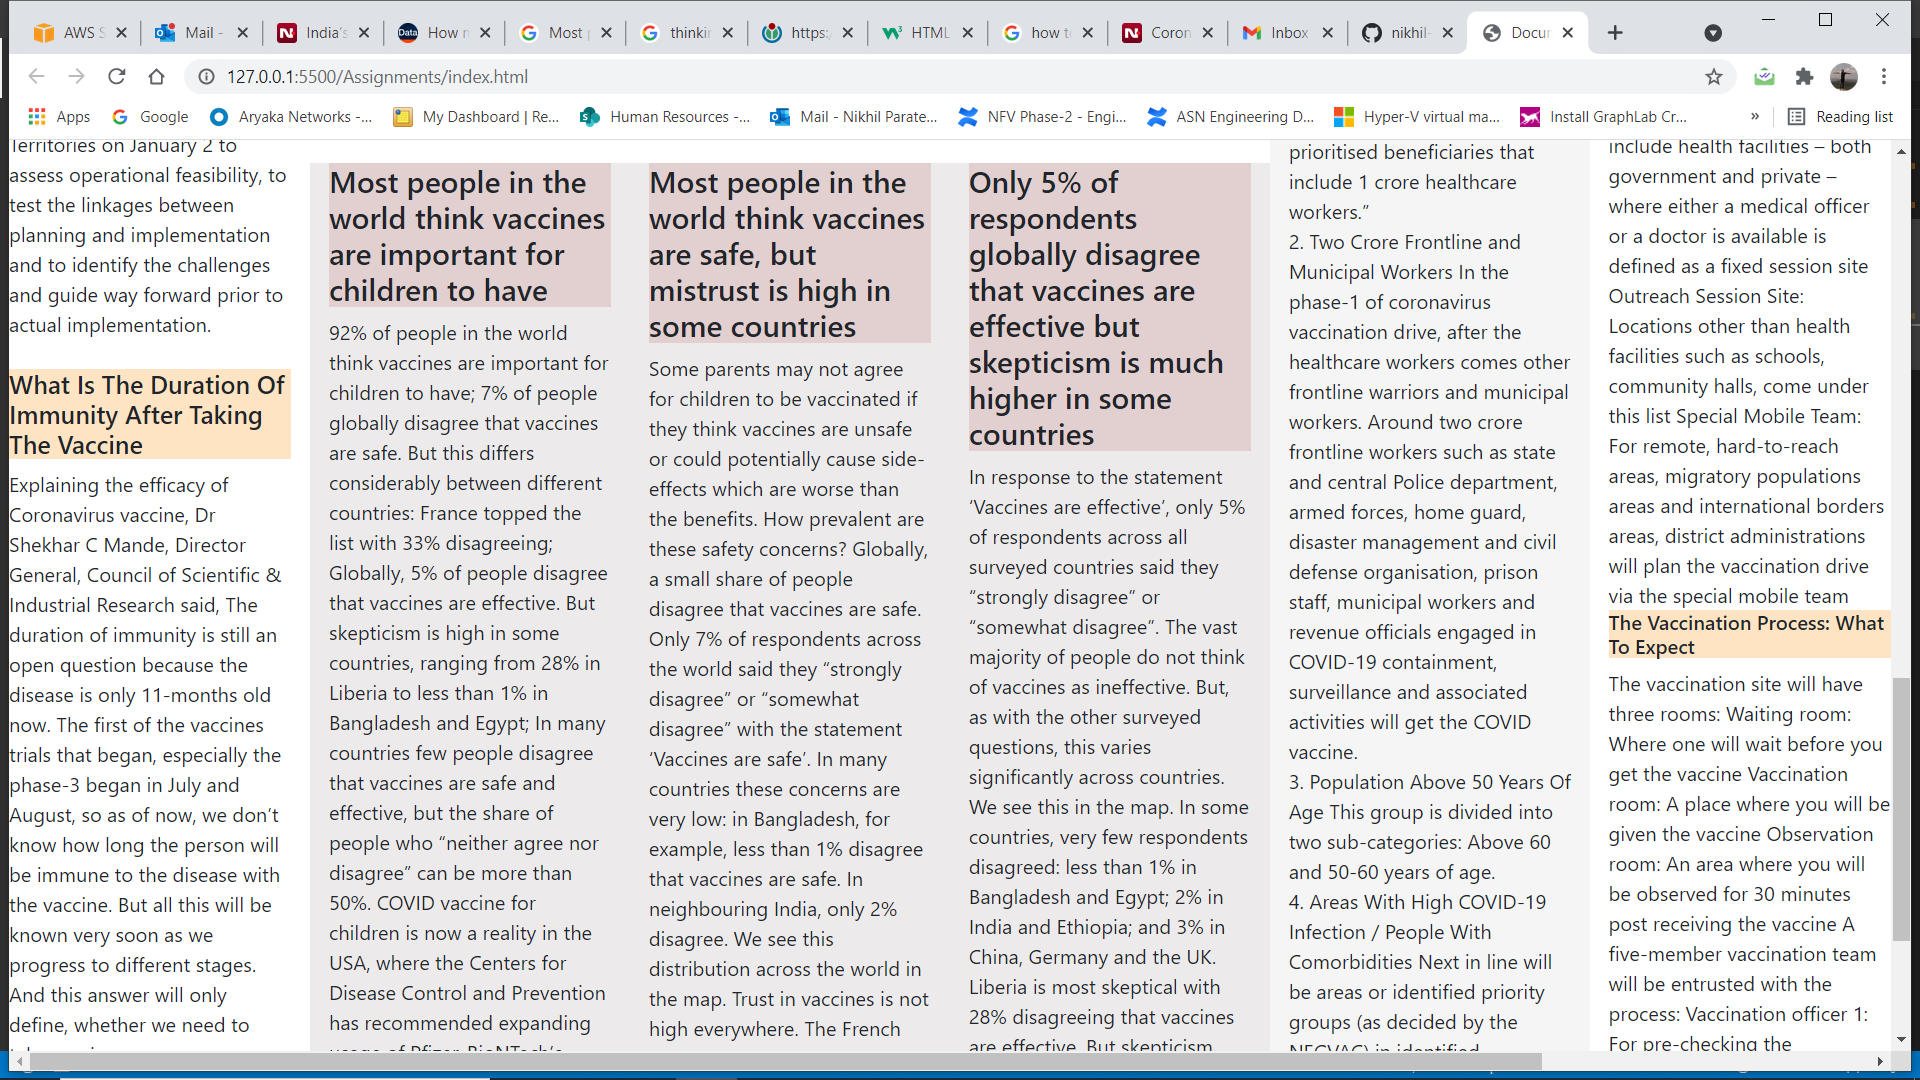 AWS S
Mail -
India's
How m
Most
thinkin
https:
HTML
how t
Coron
Inbox
nikhil-
Docur
127.0.0.1:5500/Assignments/index.html
Apps
Google
Aryaka Networks -...
My Dashboard | Re...
Human Resources -...
Mail - Nikhil Parate...
NFV Phase-2 - Engi...
ASN Engineering D...
Hyper-V virtual ma...
Install GraphLab Cr...
»
Reading list
Territories on January 2 to
assess operational feasibility, to
test the linkages between
planning and implementation
and to identify the challenges
and guide way forward prior to
actual implementation.
What Is The Duration Of
Immunity After Taking
The Vaccine
Explaining the efficacy of
Coronavirus vaccine, Dr
Shekhar C Mande, Director
General, Council of Scientific &
Industrial Research said, The
duration of immunity is still an
open question because the
disease is only 11-months old
now. The first of the vaccines
trials that began, especially the
phase-3 began in July and
August, so as of now, we don’t
know how long the person will
be immune to the disease with
the vaccine. But all this will be
known very soon as we
progress to different stages.
And this answer will only
define, whether we need to
Most people in the
world think vaccines
are important for
children to have
92% of people in the world
think vaccines are important for
children to have; 7% of people
globally disagree that vaccines
are safe. But this differs
considerably between different
countries: France topped the
list with 33% disagreeing;
Globally, 5% of people disagree
that vaccines are effective. But
skepticism is high in some
countries, ranging from 28% in
Liberia to less than 1% in
Bangladesh and Egypt; In many
countries few people disagree
that vaccines are safe and
effective, but the share of
people who “neither agree nor
disagree” can be more than
50%. COVID vaccine for
children is now a reality in the
USA, where the Centers for
Disease Control and Prevention
has recommended expanding
usage of Pfizer-BioNTech's
Most people in the
world think vaccines
are safe, but
mistrust is high in
some countries
Some parents may not agree
for children to be vaccinated if
they think vaccines are unsafe
or could potentially cause side-
effects which are worse than
the benefits. How prevalent are
these safety concerns? Globally,
a small share of people
disagree that vaccines are safe.
Only 7% of respondents across
the world said they “strongly
disagree” or “somewhat
disagree” with the statement
‘Vaccines are safe’. In many
countries these concerns are
very low: in Bangladesh, for
example, less than 1% disagree
that vaccines are safe. In
neighbouring India, only 2%
disagree. We see this
distribution across the world in
the map. Trust in vaccines is not
high everywhere. The French
Only 5% of
respondents
globally disagree
that vaccines are
effective but
skepticism is much
higher in some
countries
In response to the statement
‘Vaccines are effective’, only 5%
of respondents across all
surveyed countries said they
“strongly disagree” or
“somewhat disagree”. The vast
majority of people do not think
of vaccines as ineffective. But,
as with the other surveyed
questions, this varies
significantly across countries.
We see this in the map. In some
countries, very few respondents
disagreed: less than 1% in
Bangladesh and Egypt; 2% in
India and Ethiopia; and 3% in
China, Germany and the UK.
Liberia is most skeptical with
28% disagreeing that vaccines
are effective. But skepticism
prioritised beneficiaries that
include 1 crore healthcare
workers.”
2. Two Crore Frontline and
Municipal Workers In the
phase-1 of coronavirus
vaccination drive, after the
healthcare workers comes other
frontline warriors and municipal
workers. Around two crore
frontline workers such as state
and central Police department,
armed forces, home guard,
disaster management and civil
defense organisation, prison
staff, municipal workers and
revenue officials engaged in
COVID-19 containment,
surveillance and associated
activities will get the COVID
vaccine.
3. Population Above 50 Years Of
Age This group is divided into
two sub-categories: Above 60
and 50-60 years of age.
4. Areas With High COVID-19
Infection / People With
Comorbidities Next in line will
be areas or identified priority
groups (as decided by the
NEGVAC) in identified
include health facilities – both
government and private –
where either a medical officer
or a doctor is available is
defined as a fixed session site
Outreach Session Site:
Locations other than health
facilities such as schools,
community halls, come under
this list Special Mobile Team:
For remote, hard-to-reach
areas, migratory populations
areas and international borders
areas, district administrations
will plan the vaccination drive
via the special mobile team
The Vaccination Process: What
To Expect
The vaccination site will have
three rooms: Waiting room:
Where one will wait before you
get the vaccine Vaccination
room: A place where you will be
given the vaccine Observation
room: An area where you will
be observed for 30 minutes
post receiving the vaccine A
five-member vaccination team
will be entrusted with the
process: Vaccination officer 1:
For pre-checking the